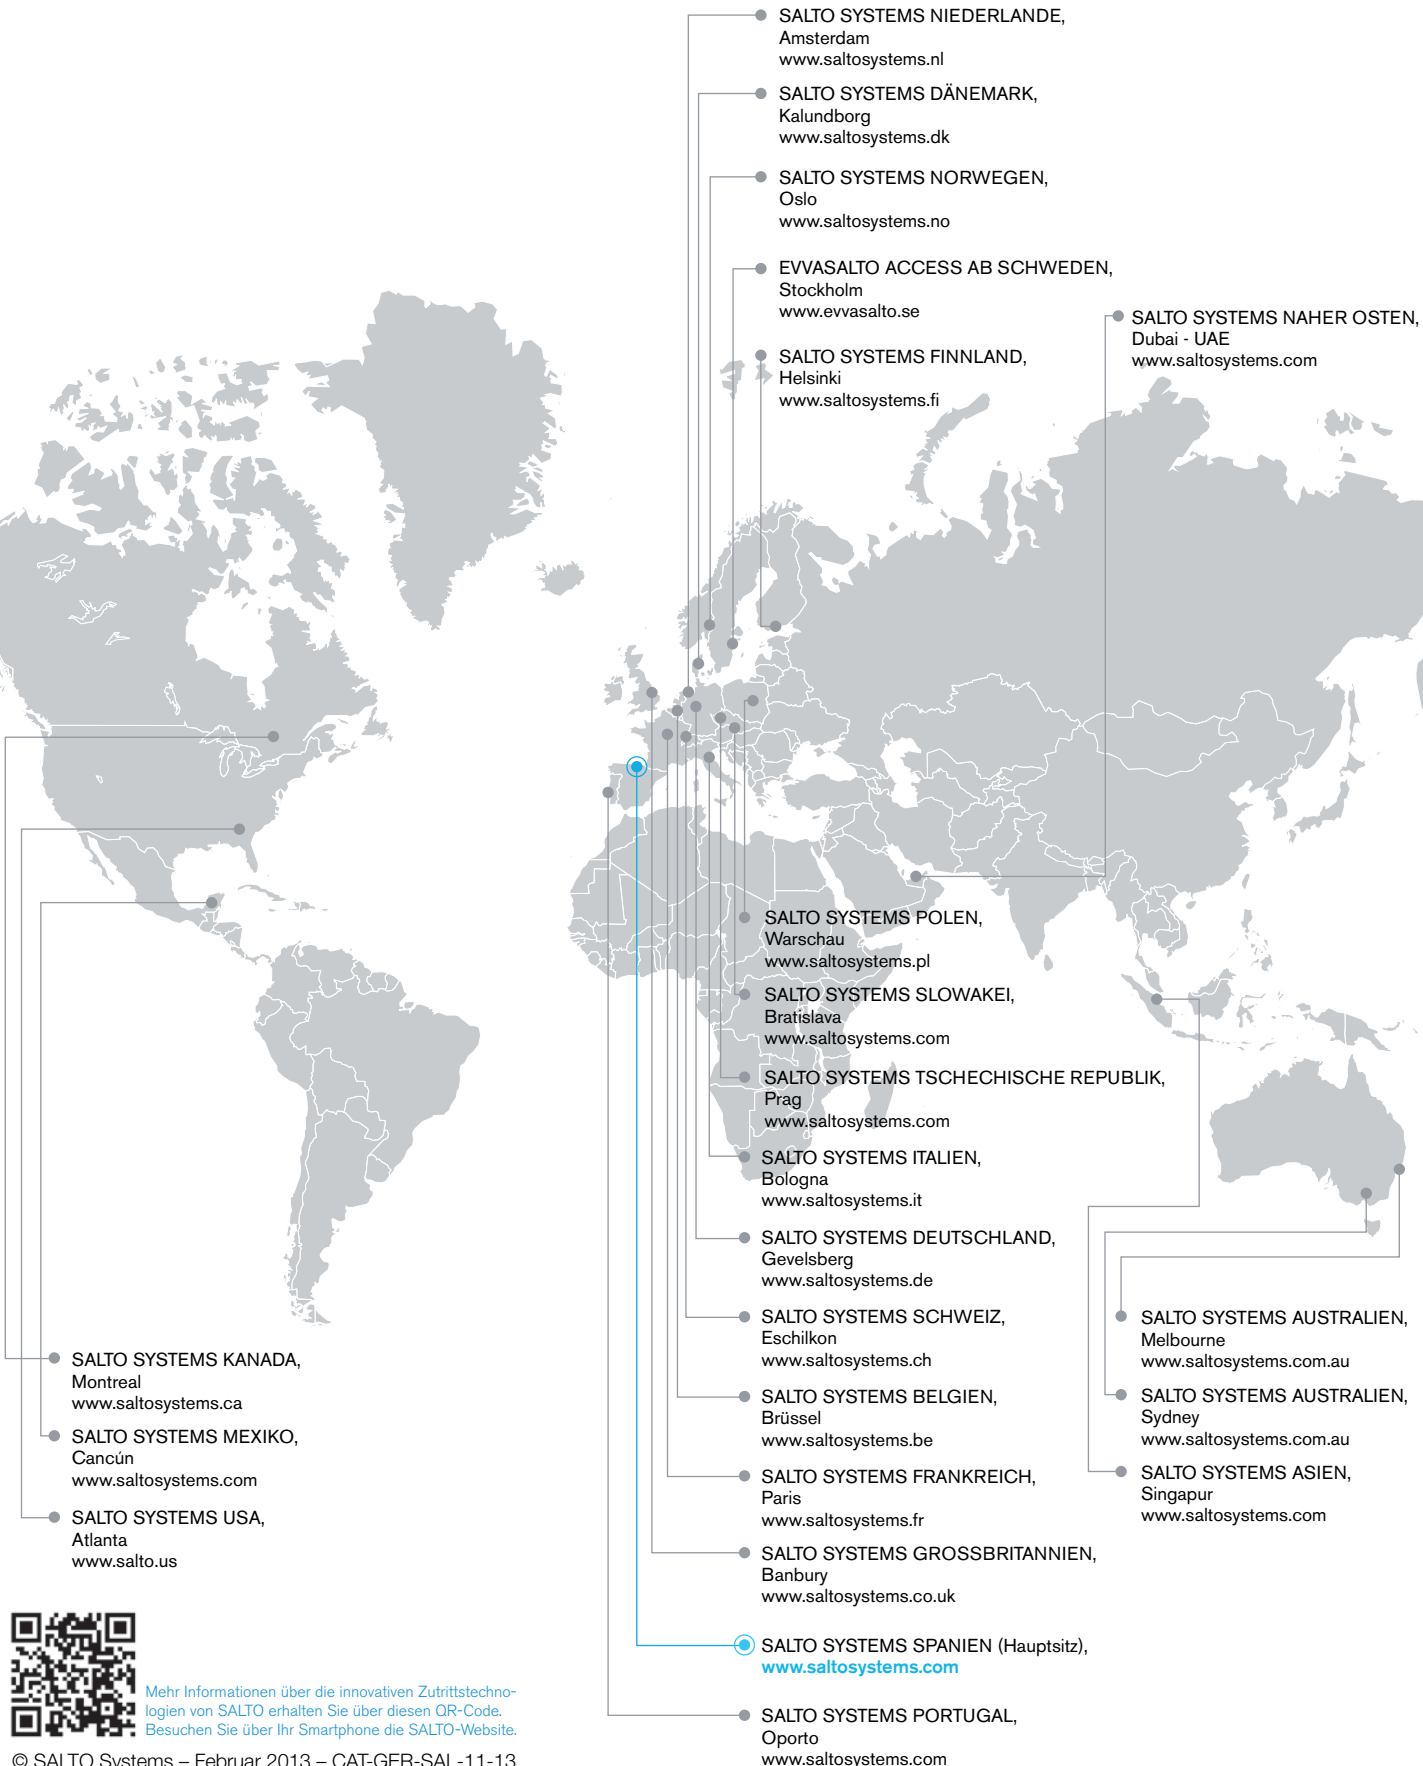 SALTO SYSTEMS NIEDERLANDE,
Amsterdam
www.saltosystems.nl
SALTO SYSTEMS DÄNEMARK,
Kalundborg
www.saltosystems.dk
SALTO SYSTEMS NORWEGEN,
Oslo
www.saltosystems.no
EVVASALTO ACCESS AB SCHWEDEN,
Stockholm
www.evvasalto.se
SALTO SYSTEMS FINNLAND,
Helsinki
www.saltosystems.fi
SALTO SYSTEMS NAHER OSTEN,
Dubai - UAE
www.saltosystems.com
SALTO SYSTEMS POLEN,
Warschau
www.saltosystems.pl
SALTO SYSTEMS SLOWAKEI,
Bratislava
www.saltosystems.com
SALTO SYSTEMS TSCHECHISCHE REPUBLIK,
Prag
www.saltosystems.com
SALTO SYSTEMS ITALIEN,
Bologna
www.saltosystems.it
SALTO SYSTEMS DEUTSCHLAND,
Gevelsberg
www.saltosystems.de
SALTO SYSTEMS SCHWEIZ,
Eschilkon
www.saltosystems.ch
SALTO SYSTEMS BELGIEN,
Brüssel
www.saltosystems.be
SALTO SYSTEMS FRANKREICH,
Paris
www.saltosystems.fr
SALTO SYSTEMS GROSSBRITANNIEN,
Banbury
www.saltosystems.co.uk
SALTO SYSTEMS SPANIEN (Hauptsitz),
www.saltosystems.com
SALTO SYSTEMS PORTUGAL,
Oporto
www.saltosystems.com
SALTO SYSTEMS AUSTRALIEN,
Melbourne
www.saltosystems.com.au
SALTO SYSTEMS AUSTRALIEN,
Sydney
www.saltosystems.com.au
SALTO SYSTEMS ASIEN,
Singapur
www.saltosystems.com
SALTO SYSTEMS KANADA,
Montreal
www.saltosystems.ca
SALTO SYSTEMS MEXIKO,
Cancún
www.saltosystems.com
SALTO SYSTEMS USA,
Atlanta
www.salto.us
Mehr Informationen über die innovativen Zutrittstechno-
logien von SALTO erhalten Sie über diesen QR-Code.
Besuchen Sie über Ihr Smartphone die SALTO-Website.
© SALTO Systems – Februar 2013 – CAT-GER-SAL-11-13